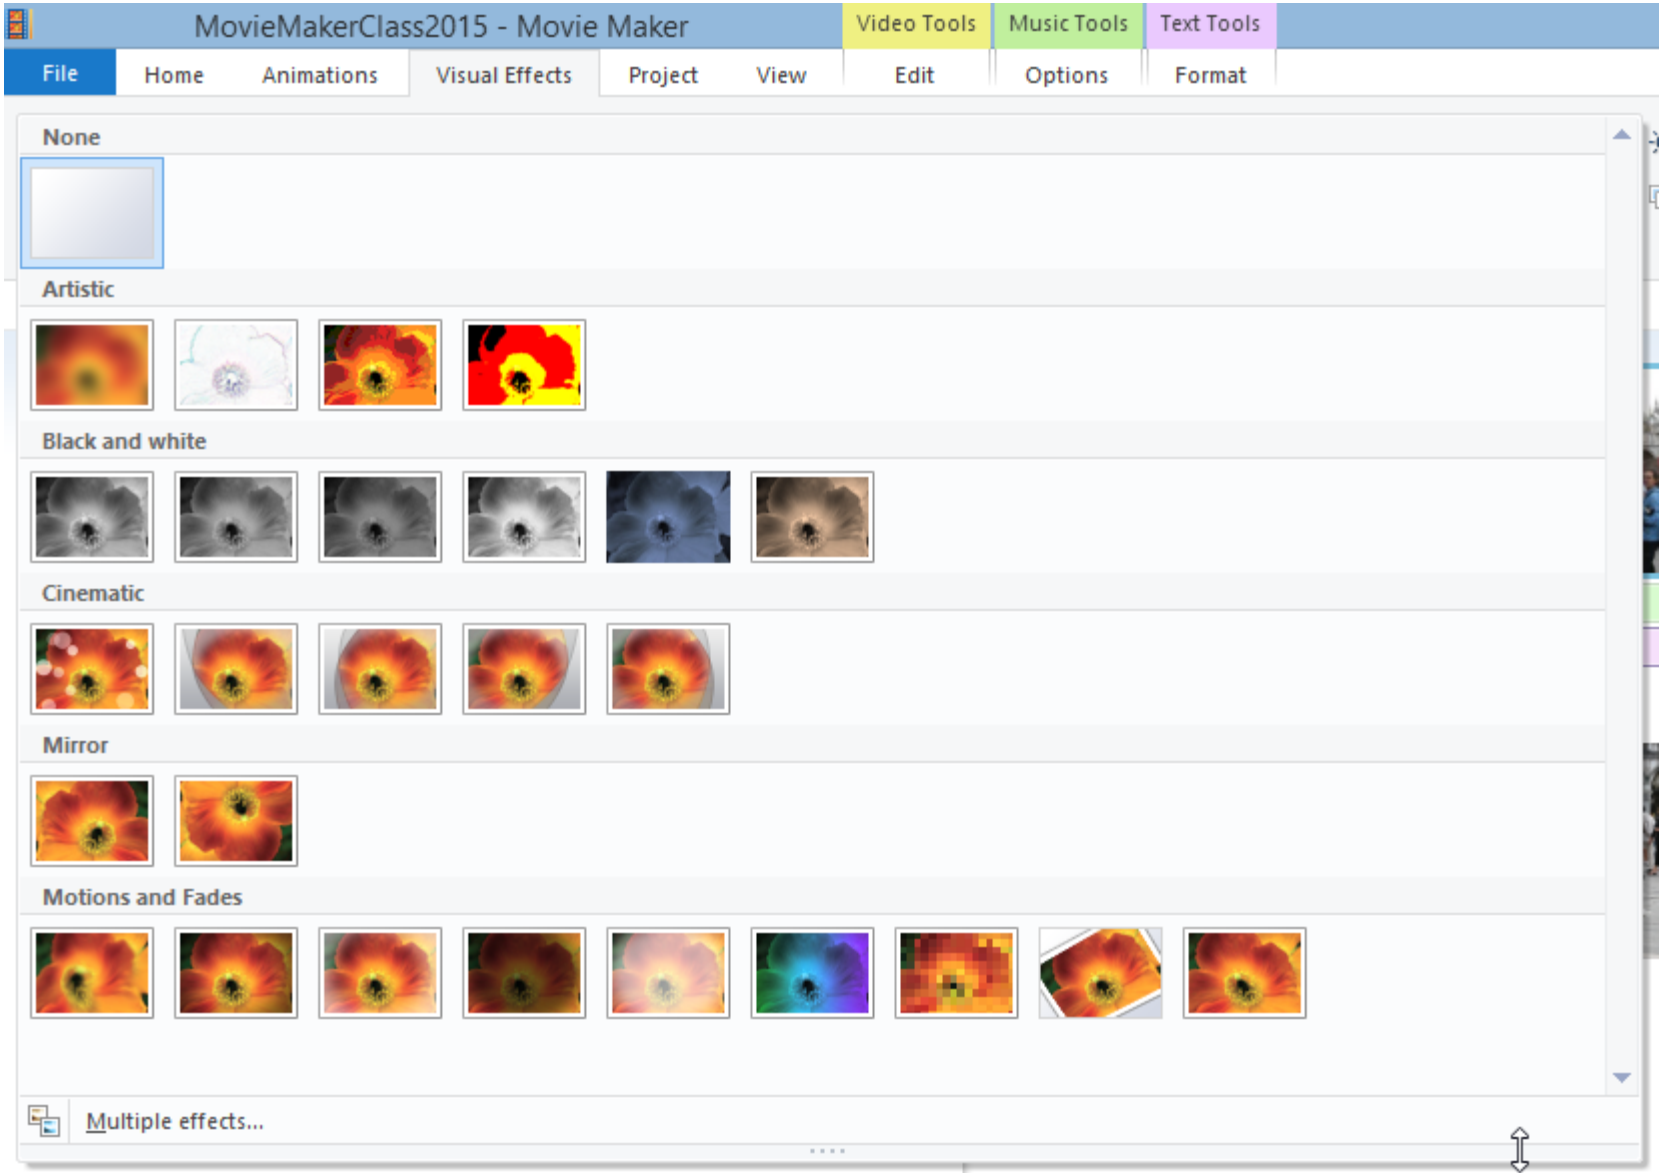 MovieMakerClass2015 - Movie Maker
Video Tools
Music Tools
Text Tools
File
Home
Animations
Visual Effects
Project
View
Edit
Options
Format
None
Artistic
Black and white
Cinematic
Mirror
Motions and Fades
Multiple effects...